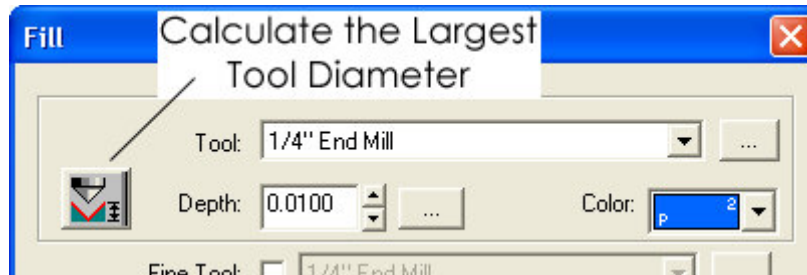 Fill
Calculate the Largest
Tool Diameter
Tool: 1/4" End Mill ...
Depth: 0.0100 ... Color: p 2
Fine Tool: 1/4" End Mill